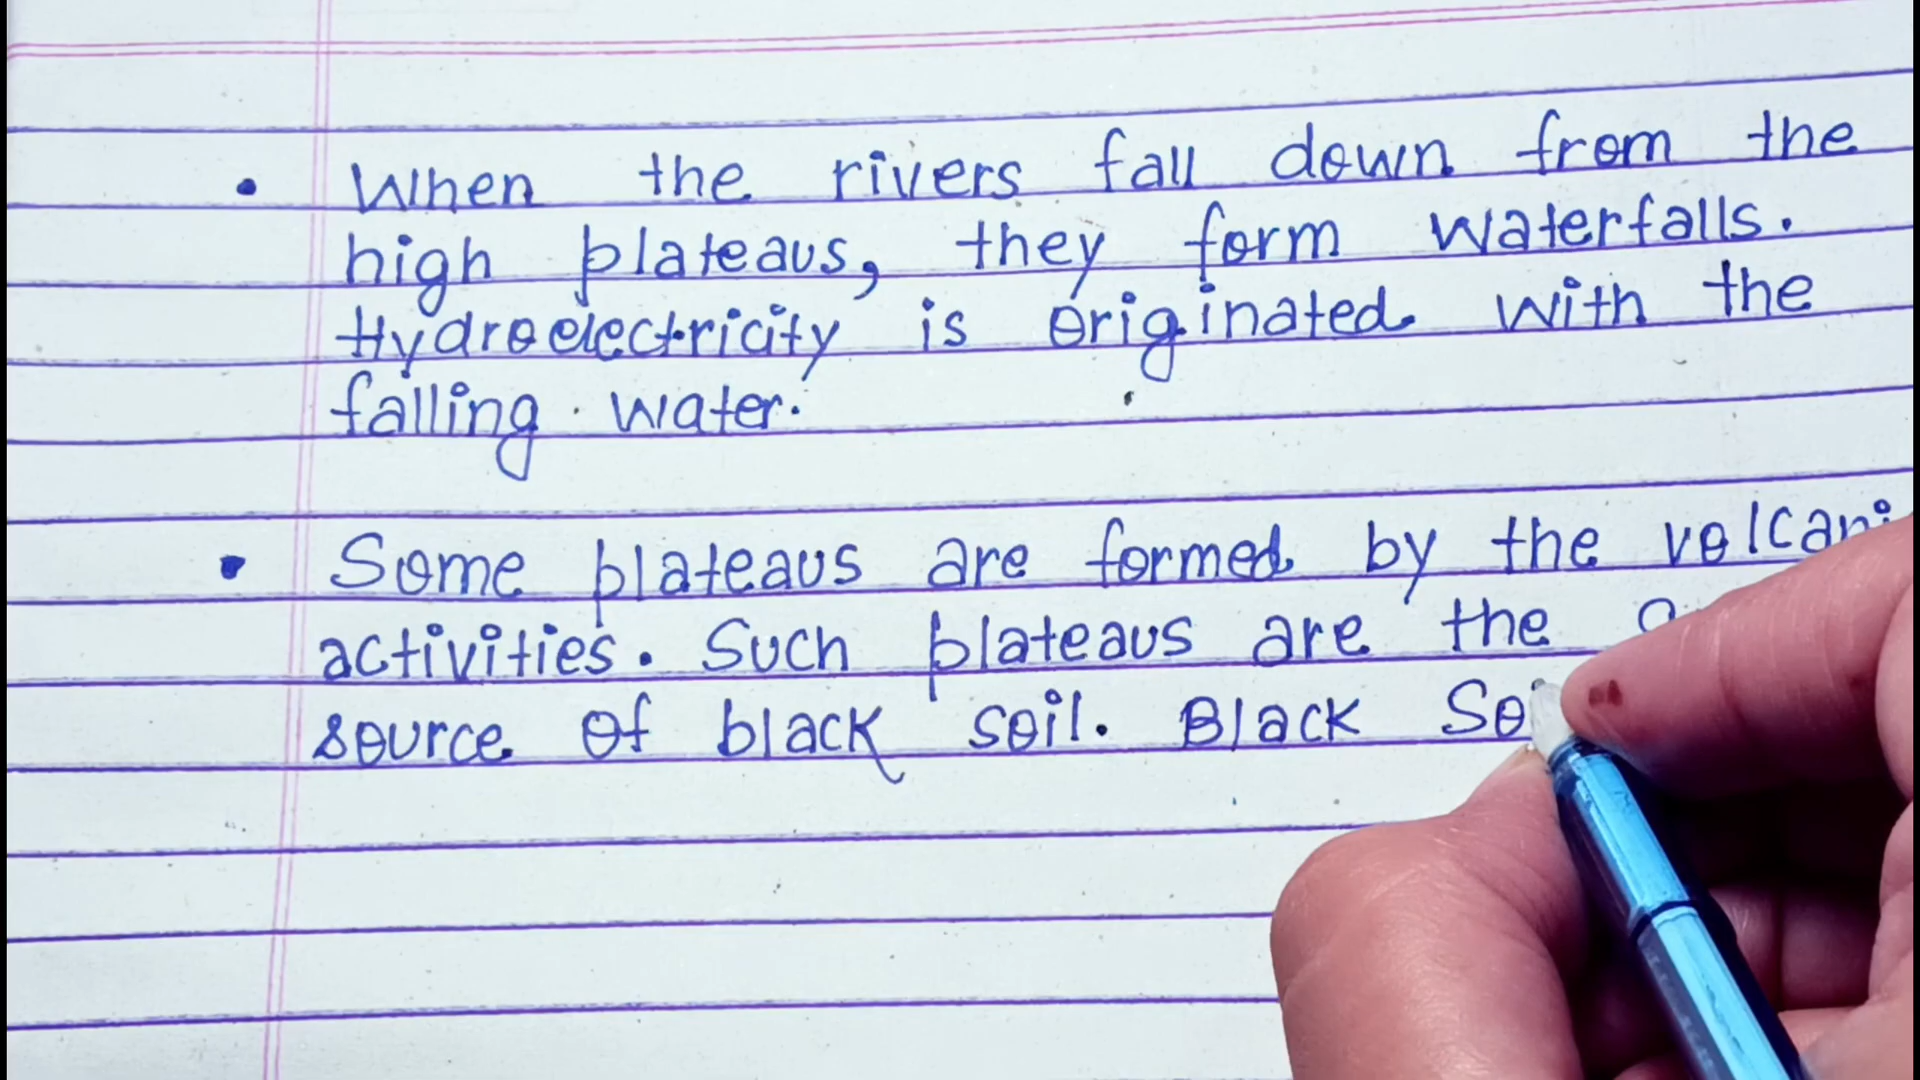 • When the rivers fall down from the
high plateaus, they form waterfalls.
Hydroelectricity is originated with the
falling water.
• Some plateaus are formed by the volcani
activities. Such plateaus are the
source of black soil. Black